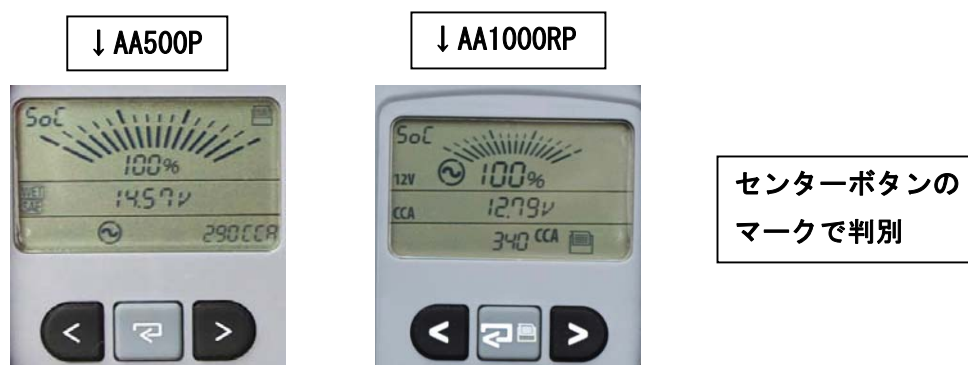 ↓AA500P
↓AA1000RP
SoC
100%
14.57V
290CCA
SoC
12V 100%
CCA 12.79V
340 CCA
< >
< >
センターボタンの
マークで判別